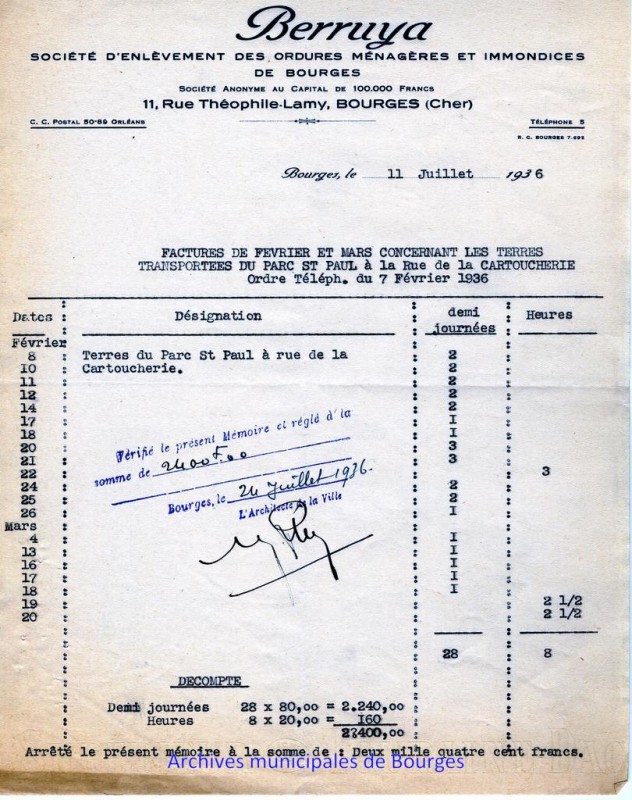 Berruya
SOCIÉTÉ D'ENLÈVEMENT DES ORDURES MÉNAGÈRES ET IMMONDICES
DE BOURGES
SOCIÉTÉ ANONYME AU CAPITAL DE 100.000 FRANCS
11, Rue Théophile-Lamy, BOURGES (Cher)
C. C. POSTAL 50-89 ORLÉANS
TÉLÉPHONE 5
R. C. BOURGES 7.682
Bourges, le 11 Juillet 1936
FACTURES DE FEVRIER ET MARS CONCERNANT LES TERRES
TRANSPORTEES DU PARC ST PAUL à la Rue de la CARTOUCHERIE
Ordre Téléph. du 7 Février 1936
Dates : Désignation : demi journées : Heures
Février
8 Terres du Parc St Paul à rue de la 2
10 Cartoucherie. 2
11 2
12 2
14 2
17 I
18 I
20 3
21 3
22 3
24 2
25 2
26 I
Mars
4 I
13 I
16 I
17 I
18 I
19 2 1/2
20 2 1/2
28 8
Vérifié le présent Mémoire et réglé à la
somme de 2400f.00
Bourges, le 24 Juillet 1936.
L'Architecte de la Ville
DECOMPTE
Demi journées 28 x 80,00 = 2.240,00
Heures 8 x 20,00 = 160
2.400,00
Arrêté le présent mémoire à la somme de : Deux mille quatre cent francs.
Archives municipales de Bourges